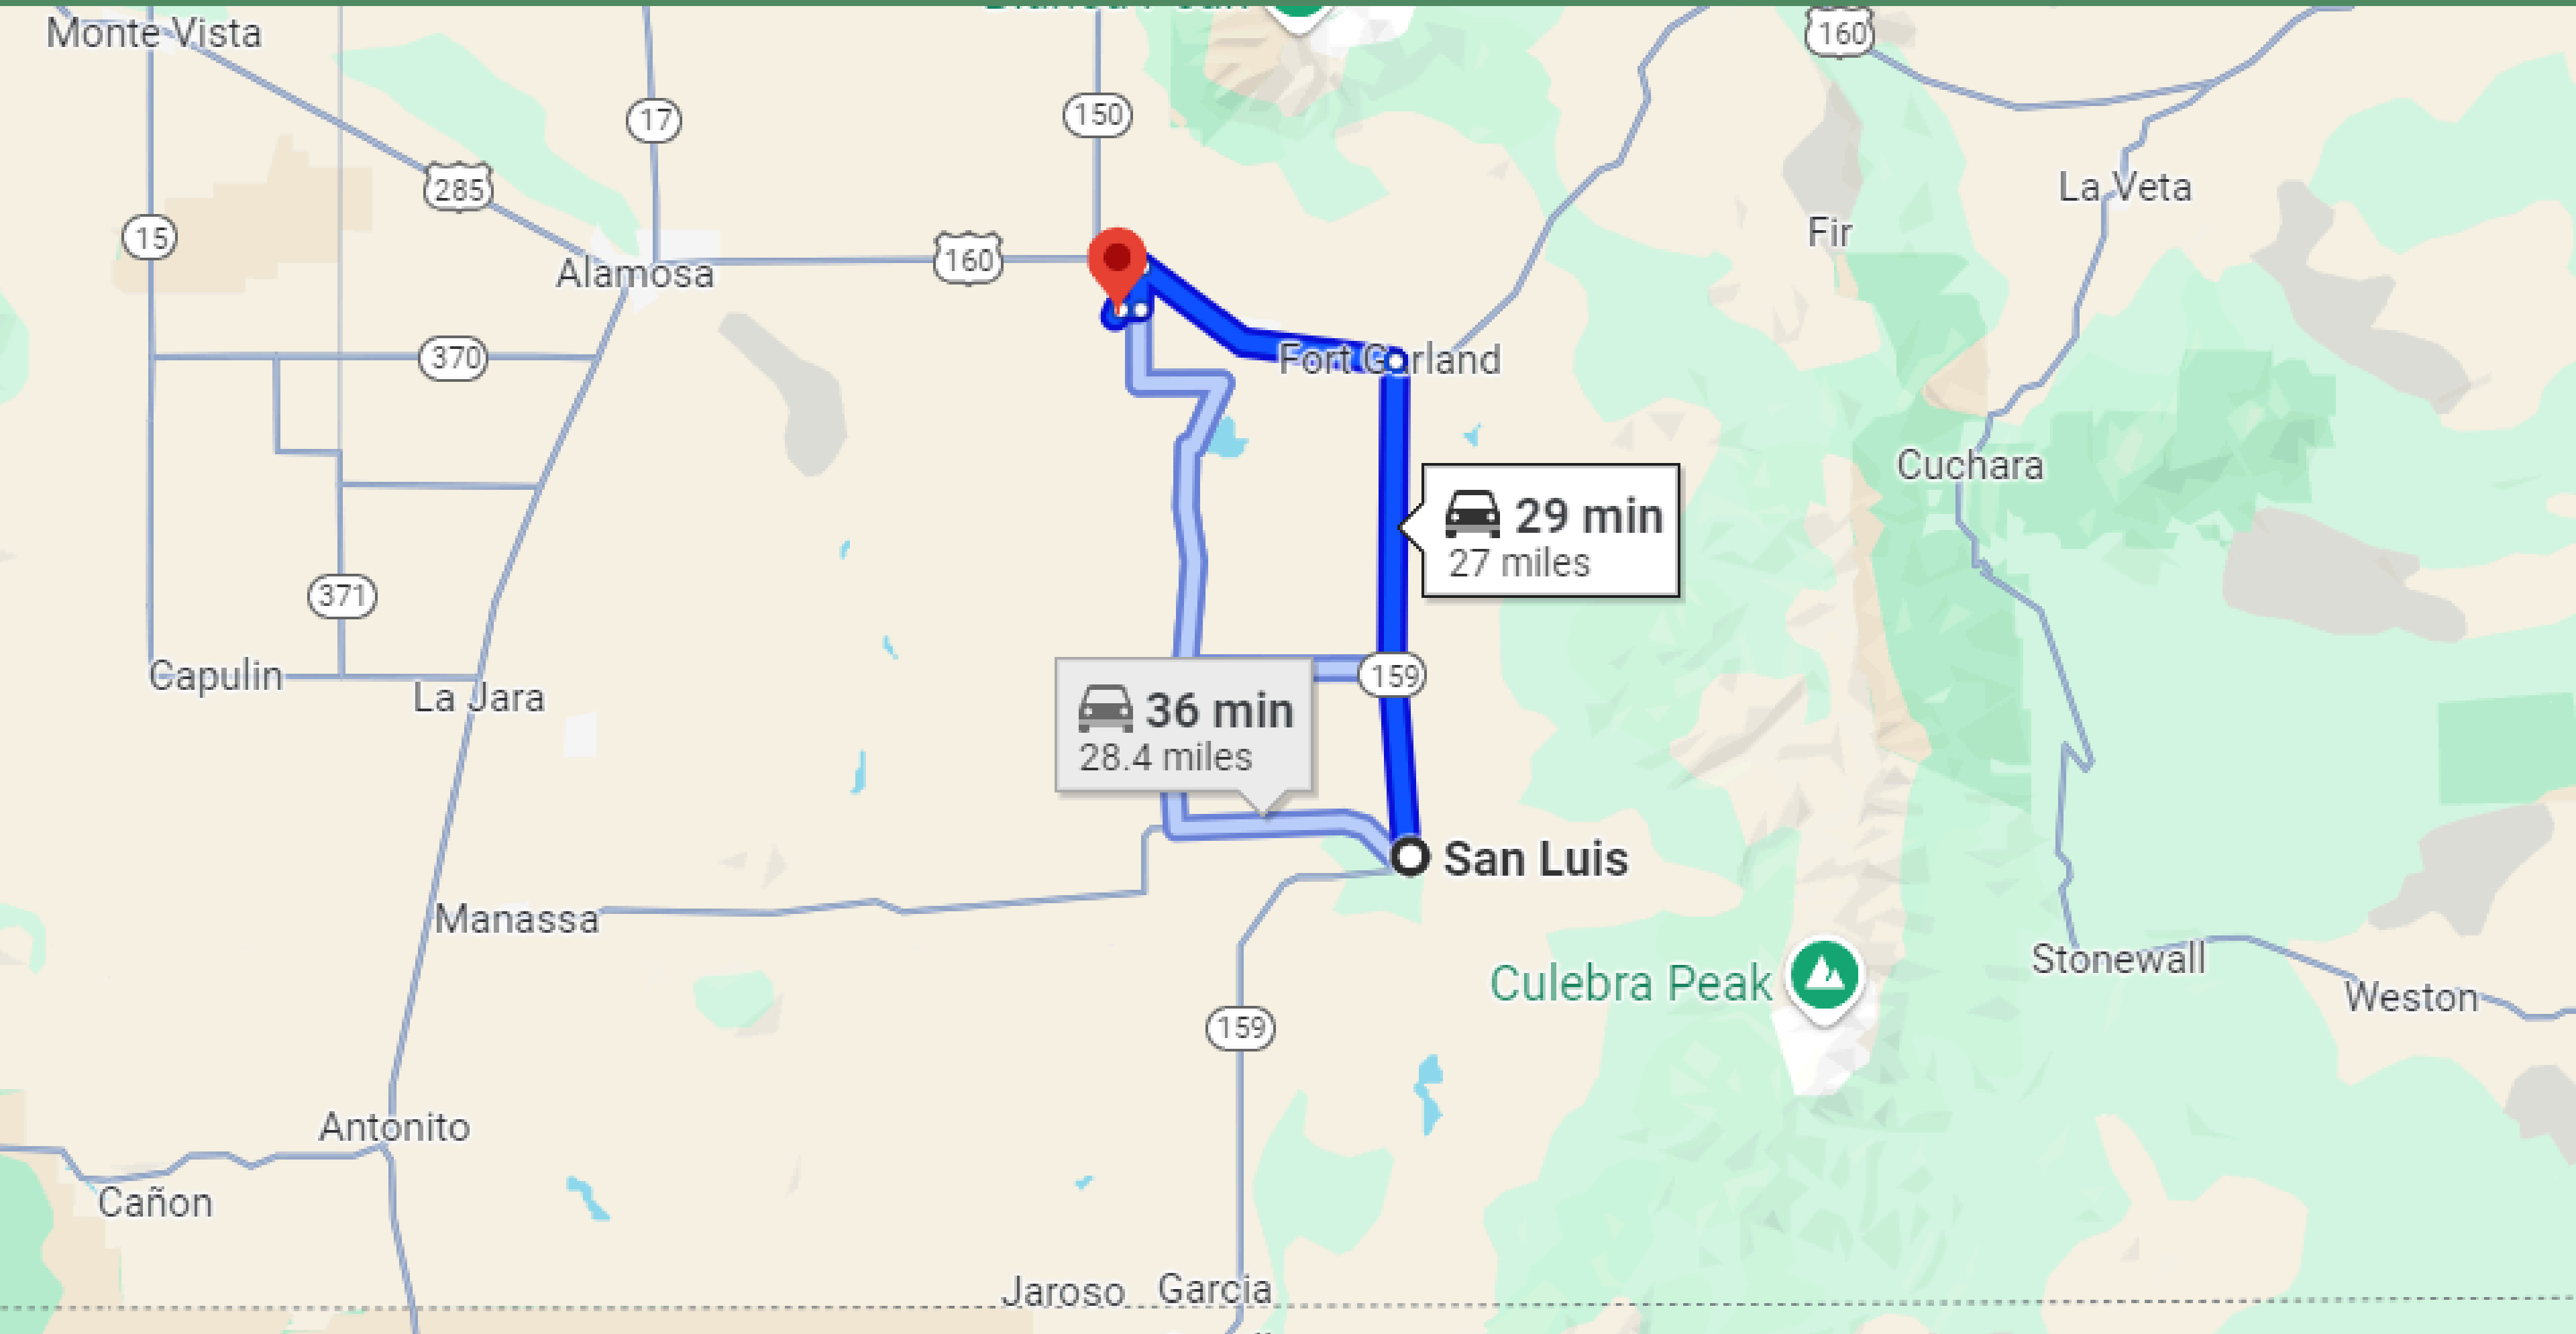 Monte Vista
160
17
150
285
La Veta
15
Fir
160
Alamosa
370
Fort Garland
Cuchara
29 min
27 miles
371
Capulin
La Jara
159
36 min
28.4 miles
San Luis
Manassa
Culebra Peak
Stonewall
Weston
159
Antonito
Cañon
Jaroso
Garcia